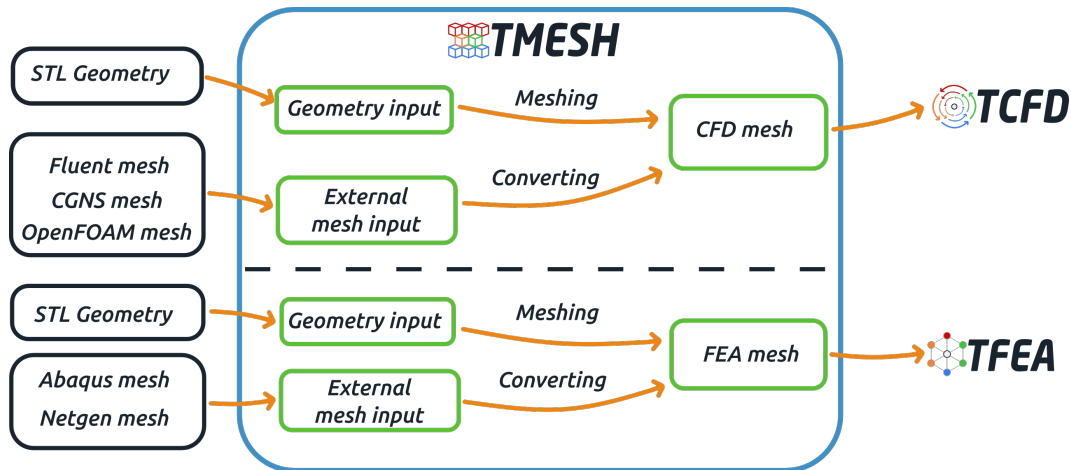 TMESH
STL Geometry
Geometry input
Meshing
CFD mesh
TCFD
Fluent mesh
CGNS mesh
OpenFOAM mesh
External
mesh input
Converting
STL Geometry
Geometry input
Meshing
FEA mesh
TFEA
Abaqus mesh
Netgen mesh
External
mesh input
Converting